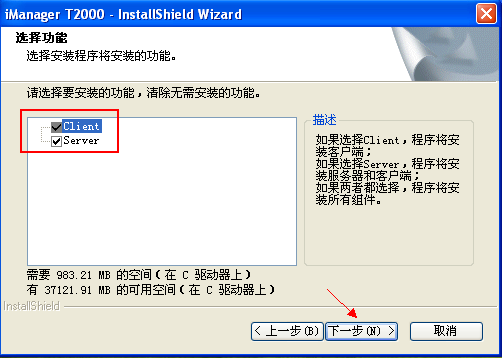 iManager T2000 - InstallShield Wizard
选择功能
选择安装程序将安装的功能。
请选择要安装的功能，清除无需安装的功能。
Client
Server
描述
如果选择Client，程序将安
装客户端；
如果选择Server，程序将安
装服务器和客户端；
如果两者都选择，程序将安
装所有组件。
需要 983.21 MB 的空间（在 C 驱动器上）
有 37121.91 MB 的可用空间（在 C 驱动器上）
InstallShield
< 上一步(B)
下一步(N) >
取消